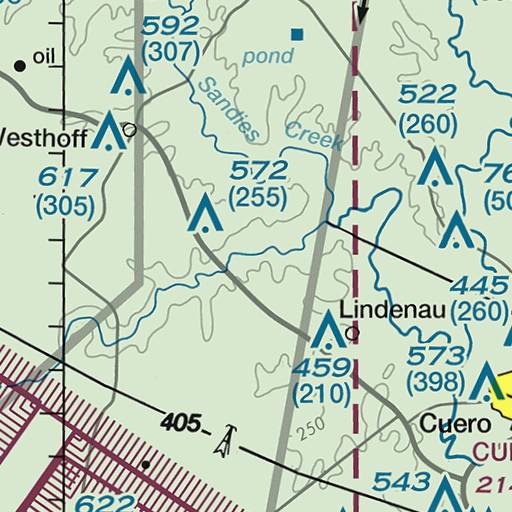 592
(307)
oil
pond
Sandies
Creek
522
(260)
Westhoff
572
(255)
617
(305)
445
(260)
Lindenau
459
(210)
573
(398)
405
250
Cuero
543
622